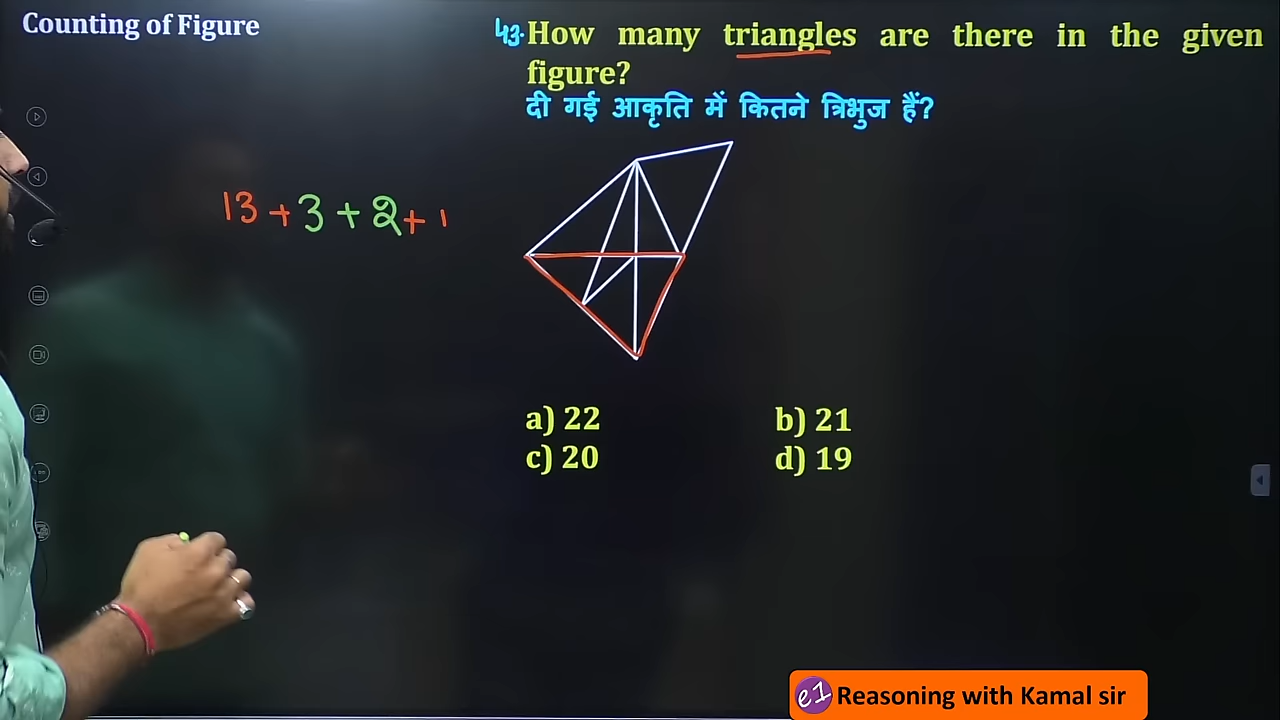 Counting of Figure
43. How many triangles are there in the given
figure?
दी गई आकृति में कितने त्रिभुज हैं?
13 + 3 + 2 + 1
a) 22
b) 21
c) 20
d) 19
e1 Reasoning with Kamal sir